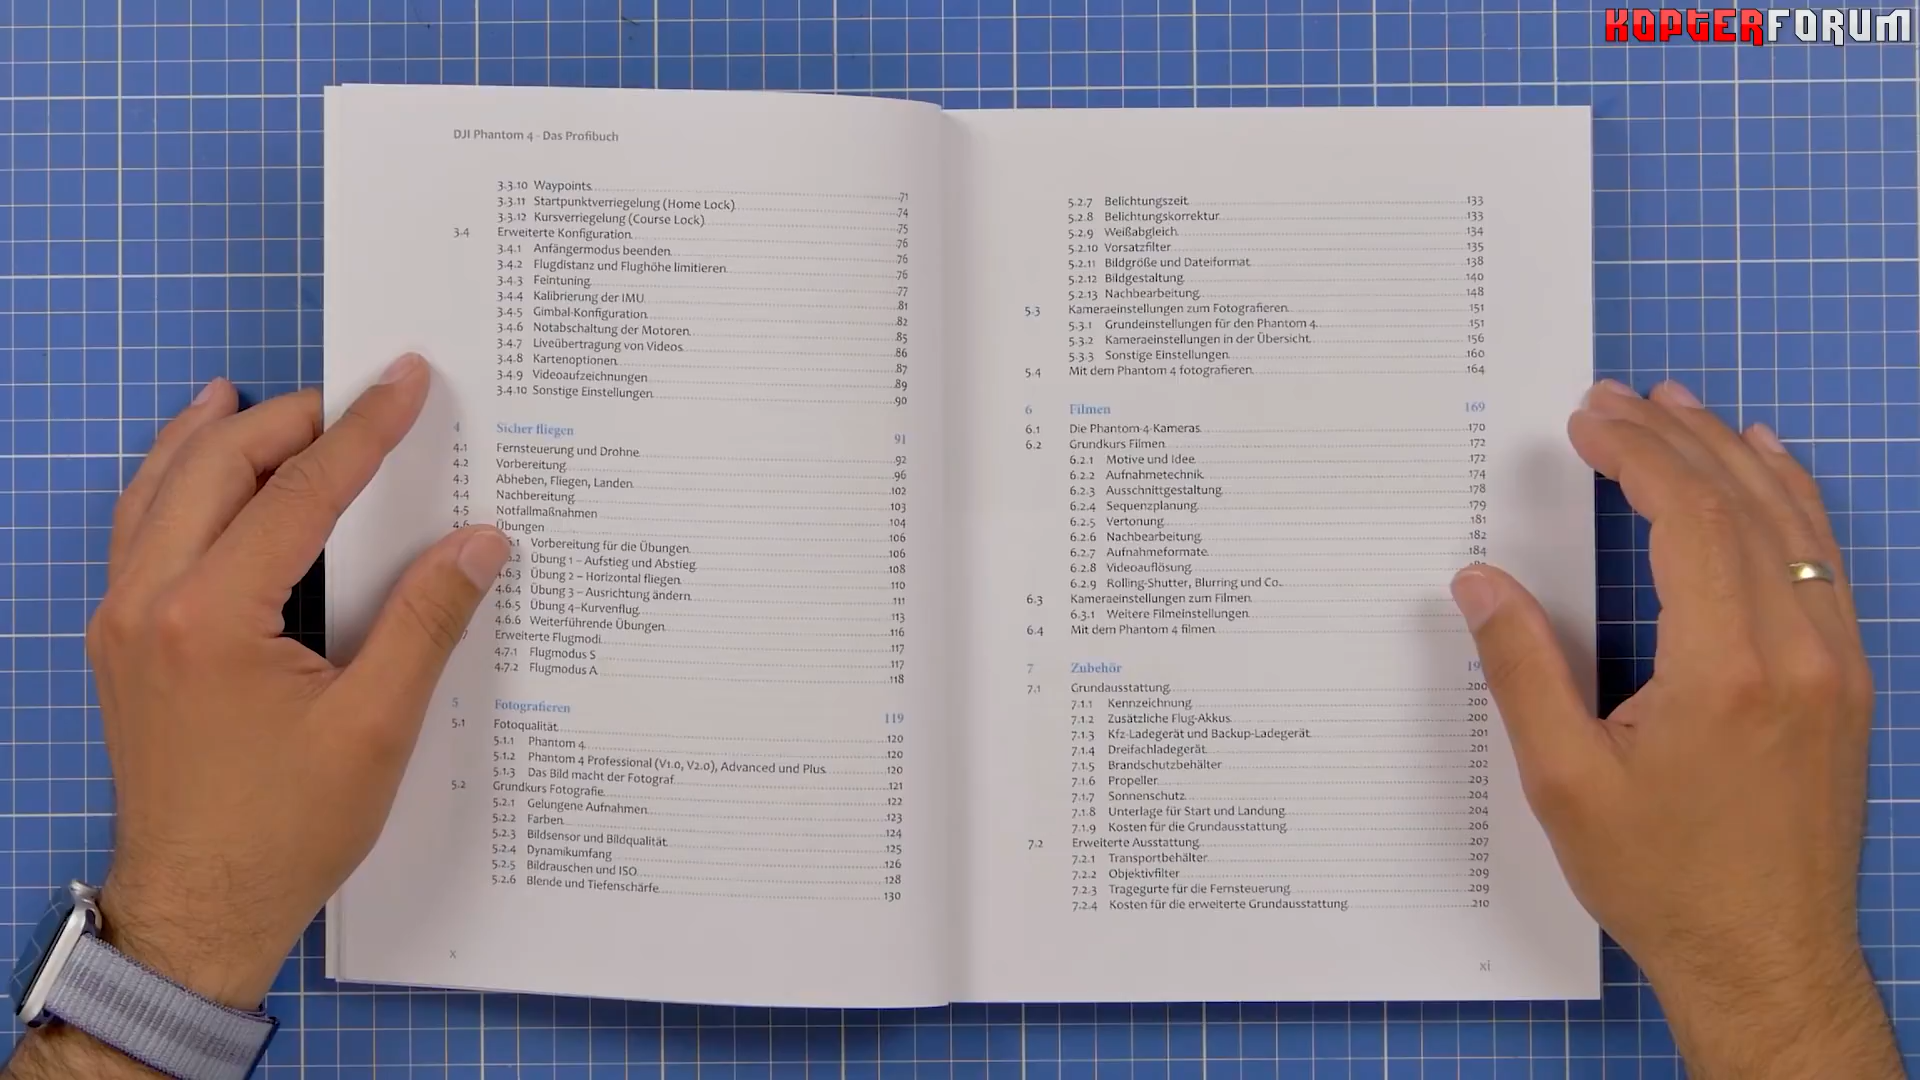 KOPTERFORUM
DJI Phantom 4 - Das Profibuch
3.3.10 Waypoints 71
3.3.11 Startpunktverriegelung (Home Lock) 74
3.3.12 Kursverriegelung (Course Lock) 75
3.4 Erweiterte Konfiguration 76
3.4.1 Anfängermodus beenden 76
3.4.2 Flugdistanz und Flughöhe limitieren 76
3.4.3 Feintuning 77
3.4.4 Kalibrierung der IMU 81
3.4.5 Gimbal-Konfiguration 82
3.4.6 Notabschaltung der Motoren 85
3.4.7 Liveübertragung von Videos 86
3.4.8 Kartenoptionen 87
3.4.9 Videoaufzeichnungen 89
3.4.10 Sonstige Einstellungen 90
4 Sicher fliegen 91
4.1 Fernsteuerung und Drohne 92
4.2 Vorbereitung 96
4.3 Abheben, Fliegen, Landen 102
4.4 Nachbereitung 103
4.5 Notfallmaßnahmen 104
4.6 Übungen 106
6.1 Vorbereitung für die Übungen 106
6.2 Übung 1 – Aufstieg und Abstieg 108
4.6.3 Übung 2 – Horizontal fliegen 110
4.6.4 Übung 3 – Ausrichtung ändern 111
4.6.5 Übung 4–Kurvenflug 113
4.6.6 Weiterführende Übungen 116
7 Erweiterte Flugmodi 117
4.7.1 Flugmodus S 117
4.7.2 Flugmodus A 118
5 Fotografieren 119
5.1 Fotoqualität 120
5.1.1 Phantom 4 120
5.1.2 Phantom 4 Professional (V1.0, V2.0), Advanced und Plus 120
5.1.3 Das Bild macht der Fotograf 121
5.2 Grundkurs Fotografie 122
5.2.1 Gelungene Aufnahmen 123
5.2.2 Farben 124
5.2.3 Bildsensor und Bildqualität 125
5.2.4 Dynamikumfang 126
5.2.5 Bildrauschen und ISO 128
5.2.6 Blende und Tiefenschärfe 130
x
5.2.7 Belichtungszeit 133
5.2.8 Belichtungskorrektur 133
5.2.9 Weißabgleich 134
5.2.10 Vorsatzfilter 135
5.2.11 Bildgröße und Dateiformat 138
5.2.12 Bildgestaltung 140
5.2.13 Nachbearbeitung 148
5.3 Kameraeinstellungen zum Fotografieren 151
5.3.1 Grundeinstellungen für den Phantom 4 151
5.3.2 Kameraeinstellungen in der Übersicht 156
5.3.3 Sonstige Einstellungen 160
5.4 Mit dem Phantom 4 fotografieren 164
6 Filmen 169
6.1 Die Phantom-4-Kameras 170
6.2 Grundkurs Filmen 172
6.2.1 Motive und Idee 172
6.2.2 Aufnahmetechnik 174
6.2.3 Ausschnittgestaltung 178
6.2.4 Sequenzplanung 179
6.2.5 Vertonung 181
6.2.6 Nachbearbeitung 182
6.2.7 Aufnahmeformate 184
6.2.8 Videoauflösung
6.2.9 Rolling-Shutter, Blurring und Co.
6.3 Kameraeinstellungen zum Filmen
6.3.1 Weitere Filmeinstellungen
6.4 Mit dem Phantom 4 filmen
7 Zubehör
7.1 Grundausstattung 200
7.1.1 Kennzeichnung 200
7.1.2 Zusätzliche Flug-Akkus 200
7.1.3 Kfz-Ladegerät und Backup-Ladegerät 201
7.1.4 Dreifachladegerät 201
7.1.5 Brandschutzbehälter 202
7.1.6 Propeller 203
7.1.7 Sonnenschutz 204
7.1.8 Unterlage für Start und Landung 204
7.1.9 Kosten für die Grundausstattung 206
7.2 Erweiterte Ausstattung 207
7.2.1 Transportbehälter 207
7.2.2 Objektivfilter 209
7.2.3 Tragegurte für die Fernsteuerung 209
7.2.4 Kosten für die erweiterte Grundausstattung 210
xi